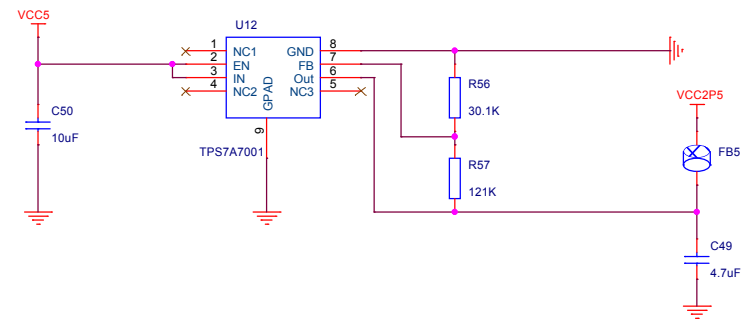 VCC5
U12
1
NC1
GND
8
2
EN
FB
7
3
IN
Out
6
4
NC2
NC3
5
GPAD
9
TPS7A7001
C50
10uF
R56
30.1K
R57
121K
VCC2P5
FB5
C49
4.7uF